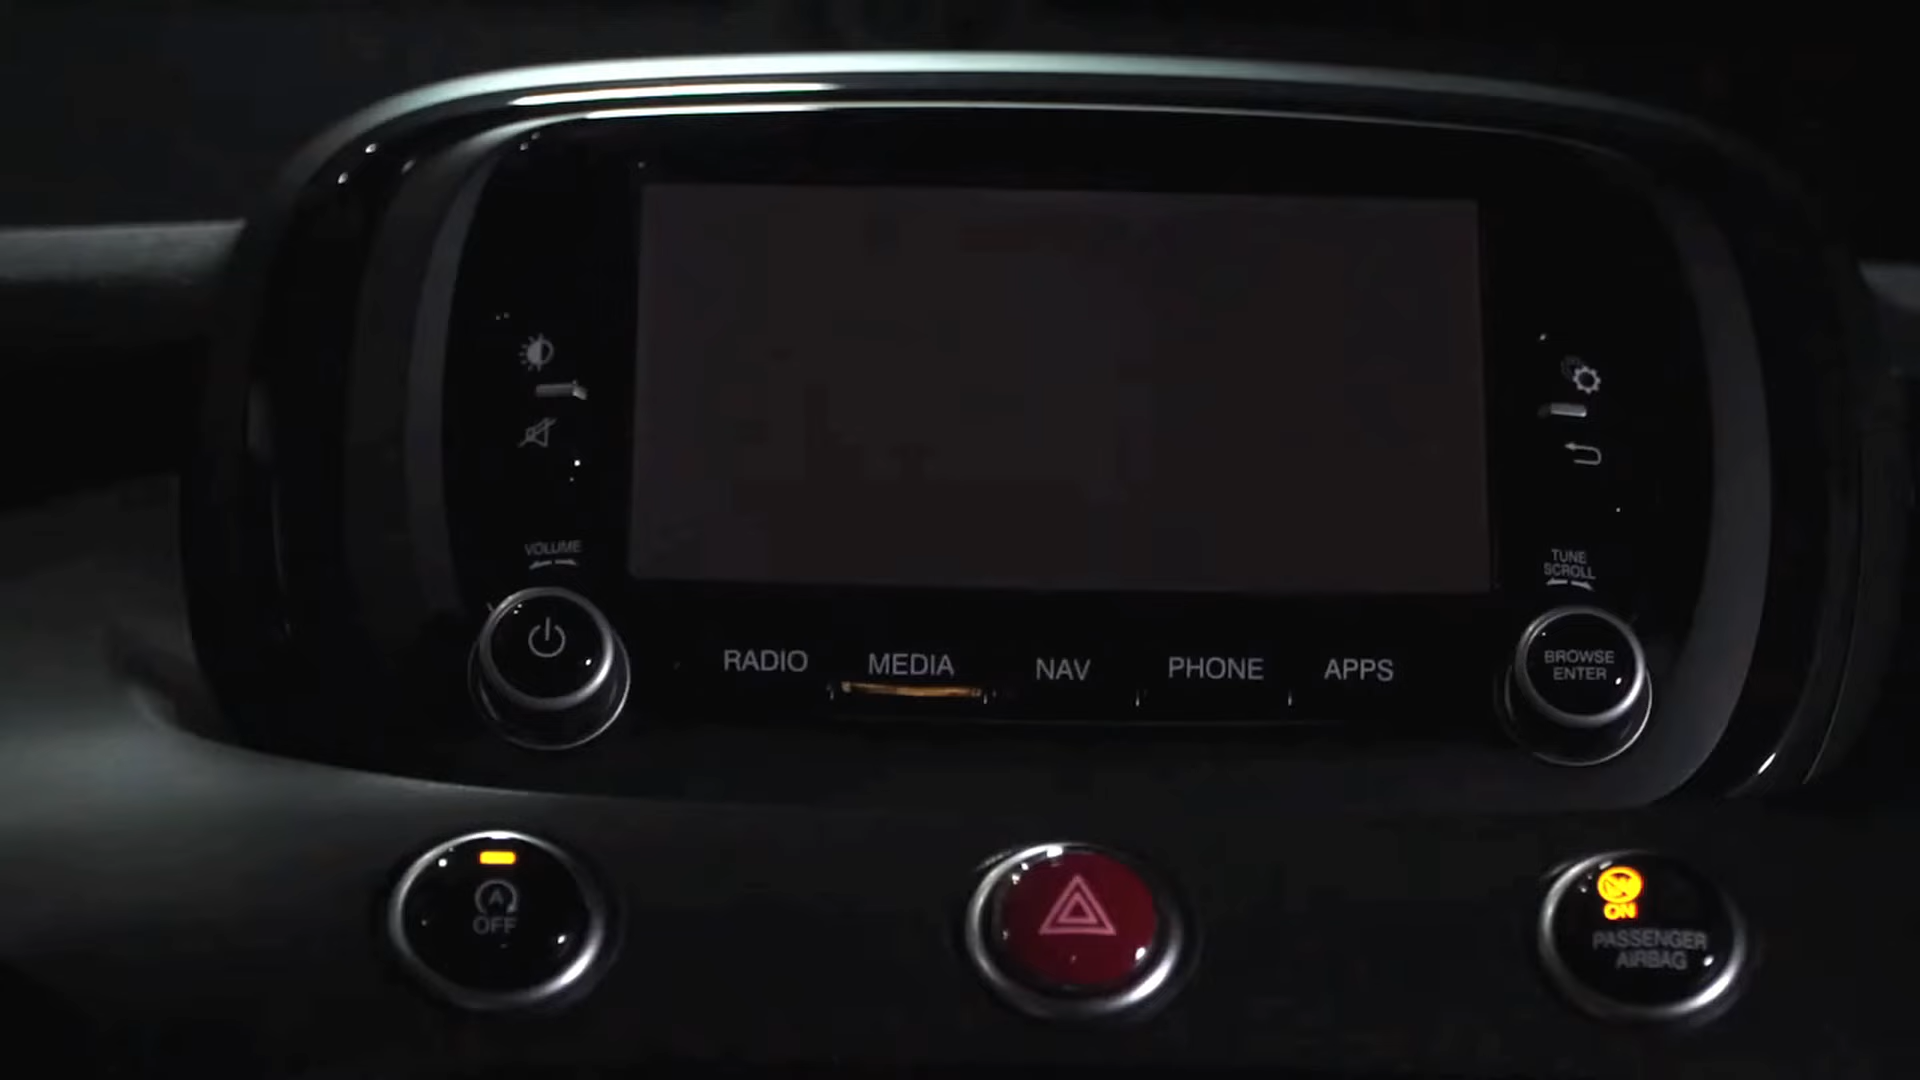 VOLUME
TUNE
SCROLL
RADIO MEDIA NAV PHONE APPS
BROWSE
ENTER
A
OFF
ON
PASSENGER
AIRBAG